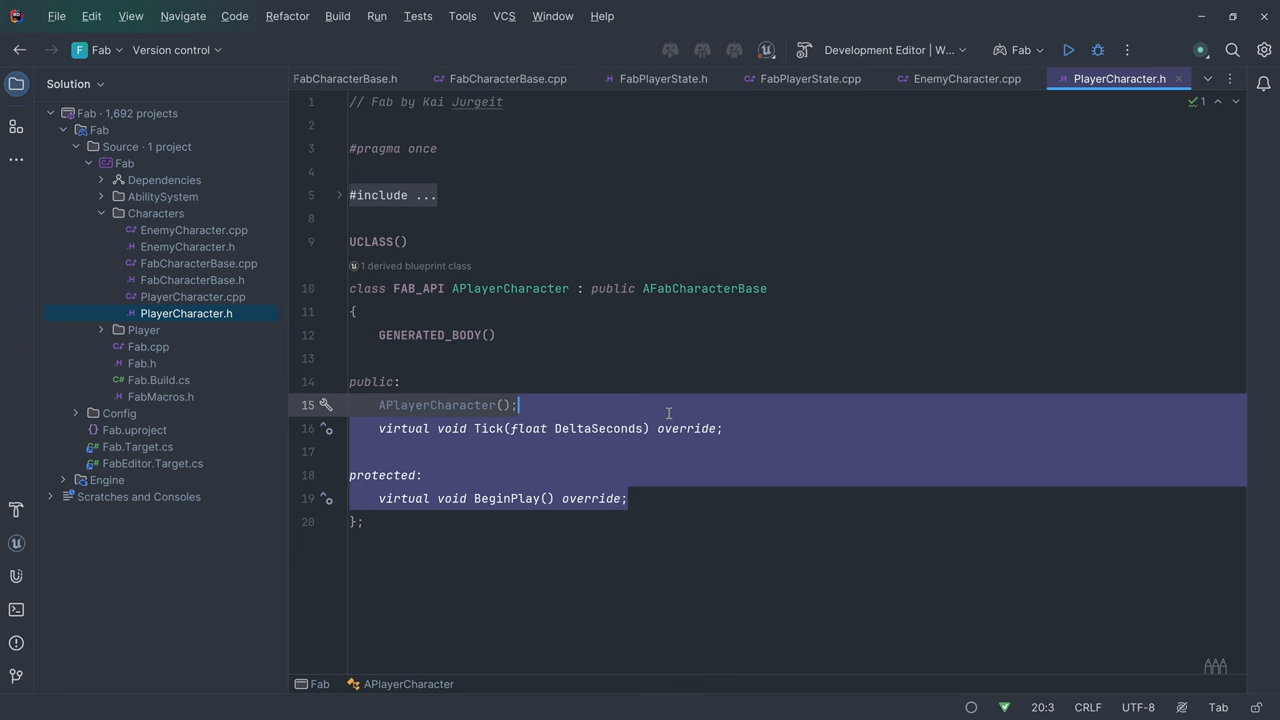 File Edit View Navigate Code Refactor Build Run Tests Tools VCS Window Help
F Fab Version control Development Editor | W... Fab
Solution
FabCharacterBase.h FabCharacterBase.cpp FabPlayerState.h FabPlayerState.cpp EnemyCharacter.cpp PlayerCharacter.h
Fab · 1,692 projects
Fab
Source · 1 project
Fab
Dependencies
AbilitySystem
Characters
EnemyCharacter.cpp
EnemyCharacter.h
FabCharacterBase.cpp
FabCharacterBase.h
PlayerCharacter.cpp
PlayerCharacter.h
Player
Fab.cpp
Fab.h
Fab.Build.cs
FabMacros.h
Config
Fab.uproject
Fab.Target.cs
FabEditor.Target.cs
Engine
Scratches and Consoles
1 // Fab by Kai Jurgeit
1
2
3 #pragma once
4
5 #include ...
8
9 UCLASS()
1 derived blueprint class
10 class FAB_API APlayerCharacter : public AFabCharacterBase
11 {
12 GENERATED_BODY()
13
14 public:
15 APlayerCharacter();
16 virtual void Tick(float DeltaSeconds) override;
17
18 protected:
19 virtual void BeginPlay() override;
20 };
Fab APlayerCharacter
20:3 CRLF UTF-8 Tab